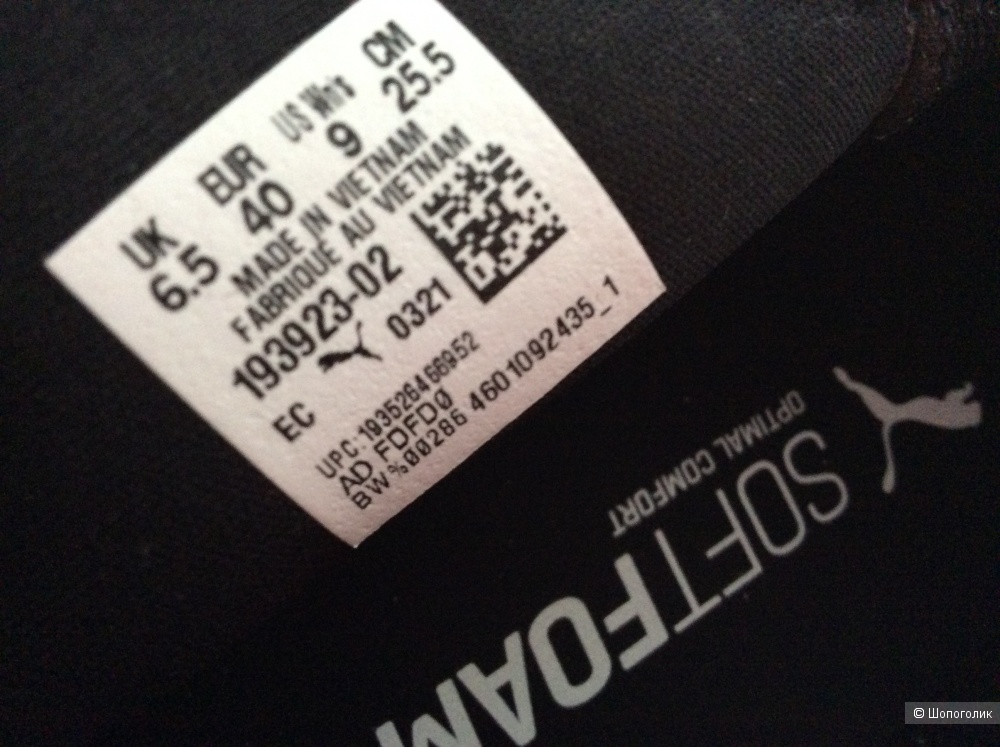 UK EUR US Wn's CM
6.5 40 9 25.5
MADE IN VIETNAM
FABRIQUE AU VIETNAM
193923-02
0321
EC
UPC:193526466952
AD FDFD0
BW%00286 4601092435_1
SOFTFOAM
OPTIMAL COMFORT
© Шопоголик